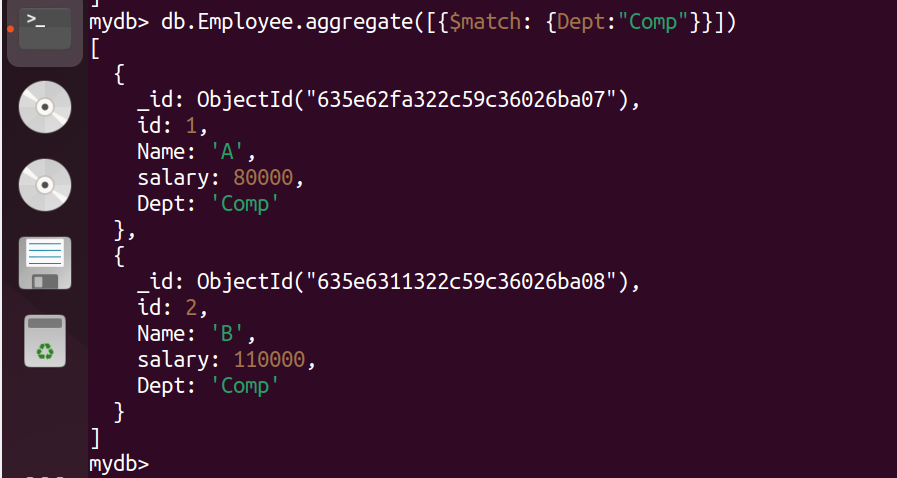 ]
mydb> db.Employee.aggregate([{$match: {Dept:"Comp"}}])
[
  {
    _id: ObjectId("635e62fa322c59c36026ba07"),
    id: 1,
    Name: 'A',
    salary: 80000,
    Dept: 'Comp'
  },
  {
    _id: ObjectId("635e6311322c59c36026ba08"),
    id: 2,
    Name: 'B',
    salary: 110000,
    Dept: 'Comp'
  }
]
mydb>